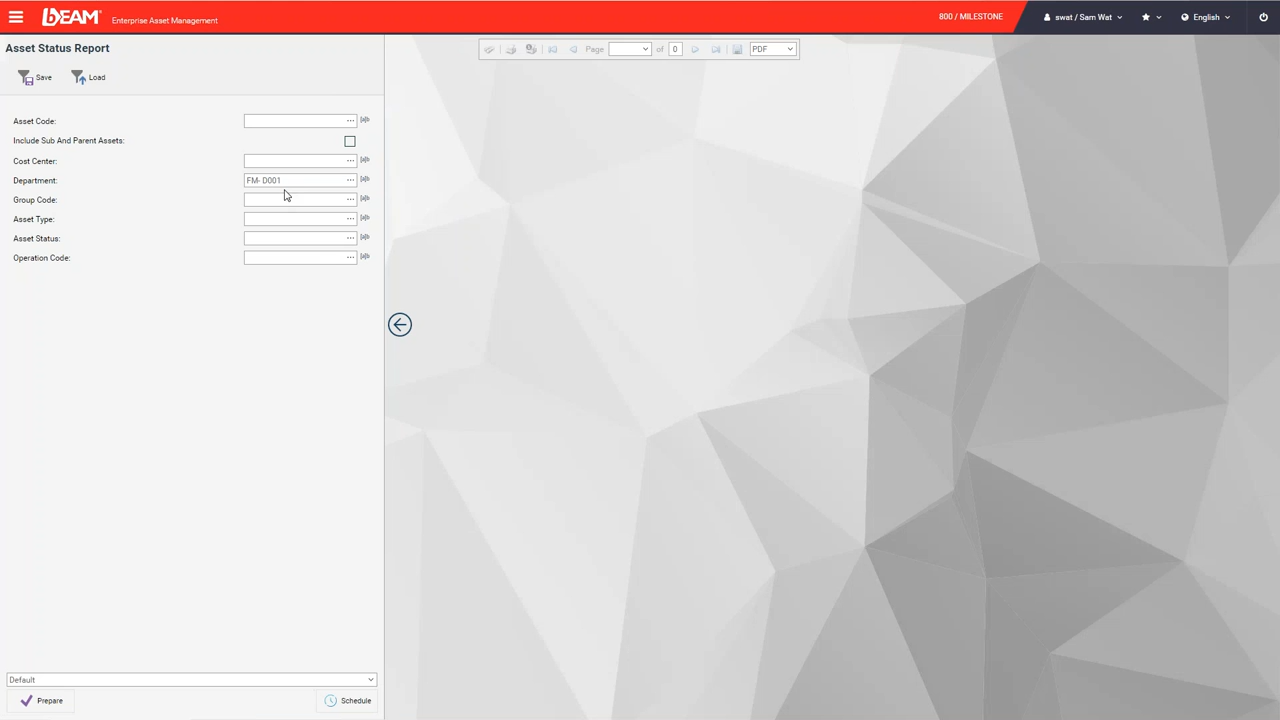 bEAM Enterprise Asset Management
800 / MILESTONE
swat / Sam Wat
English
Asset Status Report
Page
of
0
PDF
Save
Load
Asset Code:
Include Sub And Parent Assets:
Cost Center:
Department:
FM- D001
Group Code:
Asset Type:
Asset Status:
Operation Code:
Default
Prepare
Schedule